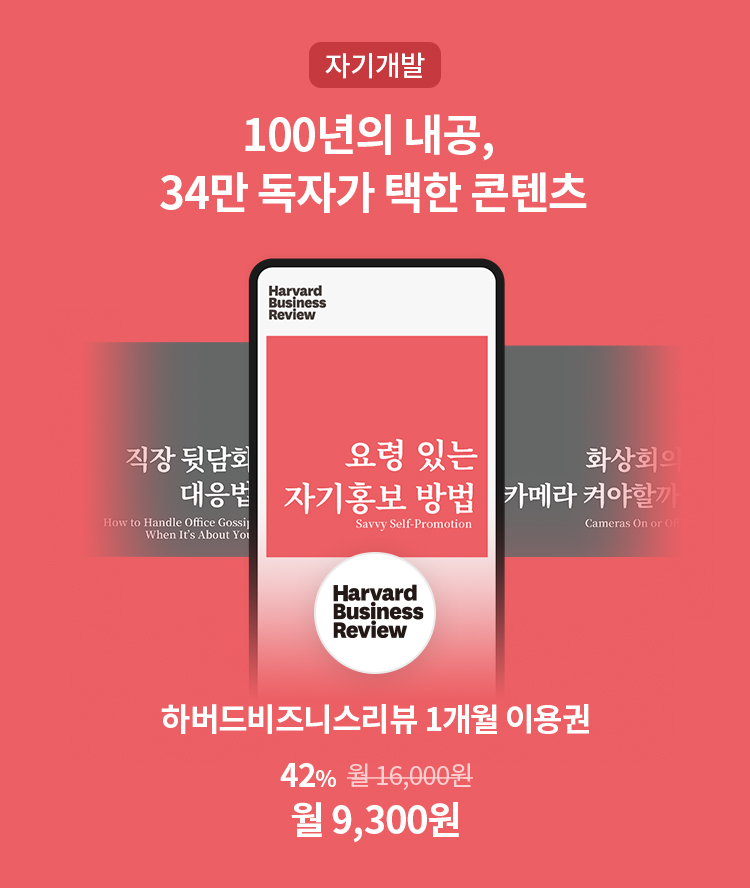 자기개발
100년의 내공,
34만 독자가 택한 콘텐츠
Harvard
Business
Review
직장 뒷담화
대응법
How to Handle Office Gossip
When It's About You
요령 있는
자기홍보 방법
Savvy Self-Promotion
화상회의
카메라 켜야할까
Cameras On or Off
Harvard
Business
Review
하버드비즈니스리뷰 1개월 이용권
42% 월 16,000원
월 9,300원